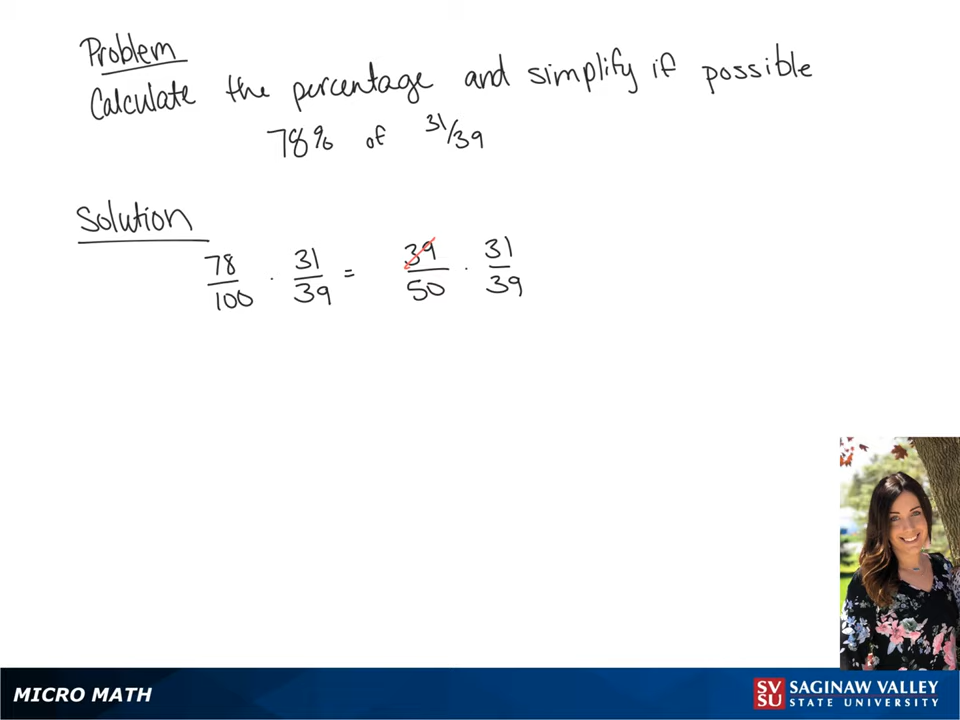 Problem
Calculate the percentage and simplify if possible
78% of 31/39
Solution
78/100 · 31/39 = 39/50 · 31/39
MICRO MATH
SVSU SAGINAW VALLEY
STATE UNIVERSITY